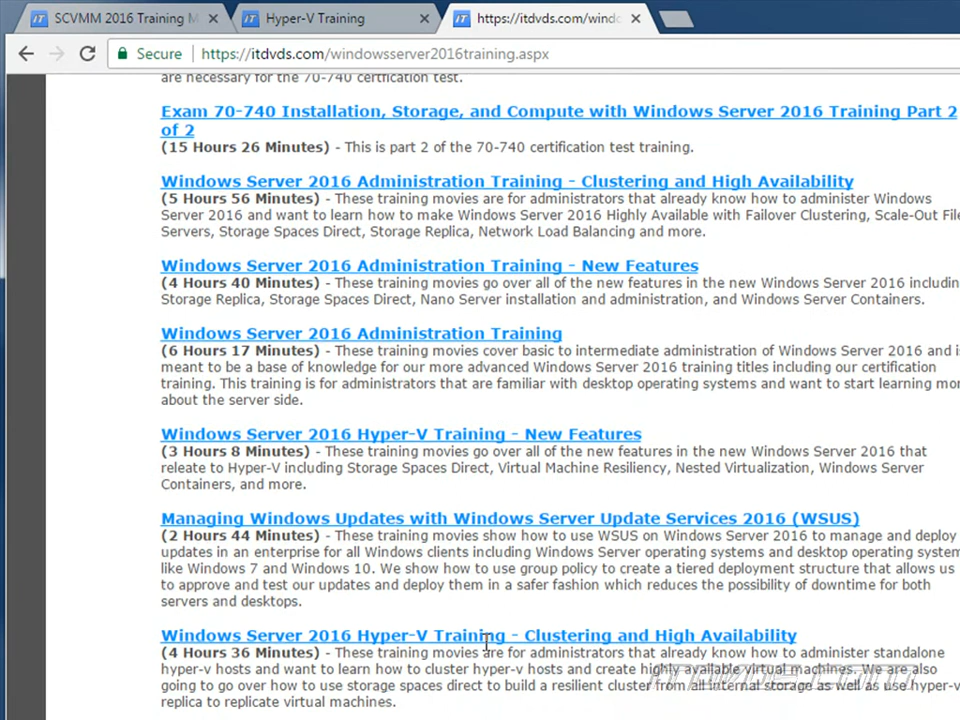 SCVMM 2016 Training M
Hyper-V Training
https://itdvds.com/windo
Secure
https://itdvds.com/windowsserver2016training.aspx
are necessary for the 70-740 certfication test.
Exam 70-740 Installation, Storage, and Compute with Windows Server 2016 Training Part 2
of 2
(15 Hours 26 Minutes) - This is part 2 of the 70-740 certification test training.
Windows Server 2016 Administration Training - Clustering and High Availability
(5 Hours 56 Minutes) - These training movies are for administrators that already know how to administer Windows
Server 2016 and want to learn how to make Windows Server 2016 Highly Available with Failover Clustering, Scale-Out File
Servers, Storage Spaces Direct, Storage Replica, Network Load Balancing and more.
Windows Server 2016 Administration Training - New Features
(4 Hours 40 Minutes) - These training movies go over all of the new features in the new Windows Server 2016 includin
Storage Replica, Storage Spaces Direct, Nano Server installation and administration, and Windows Server Containers.
Windows Server 2016 Administration Training
(6 Hours 17 Minutes) - These training movies cover basic to intermediate administration of Windows Server 2016 and is
meant to be a base of knowledge for our more advanced Windows Server 2016 training titles including our certification
training. This training is for administrators that are familiar with desktop operating systems and want to start learning mor
about the server side.
Windows Server 2016 Hyper-V Training - New Features
(3 Hours 8 Minutes) - These training movies go over all of the new features in the new Windows Server 2016 that
releate to Hyper-V including Storage Spaces Direct, Virtual Machine Resiliency, Nested Virtualization, Windows Server
Containers, and more.
Managing Windows Updates with Windows Server Update Services 2016 (WSUS)
(2 Hours 44 Minutes) - These training movies show how to use WSUS on Windows Server 2016 to manage and deploy
updates in an enterprise for all Windows clients including Windows Server operating systems and desktop operating system
like Windows 7 and Windows 10. We show how to use group policy to create a tiered deployment structure that allows us
to approve and test our updates and deploy them in a safer fashion which reduces the possibility of downtime for both
servers and desktops.
Windows Server 2016 Hyper-V Training - Clustering and High Availability
(4 Hours 36 Minutes) - These training movies are for administrators that already know how to administer standalone
hyper-v hosts and want to learn how to cluster hyper-v hosts and create highly available virtual machines. We are also
going to go over how to use storage spaces direct to build a resilient cluster from all internal storage as well as use hyper-v
replica to replicate virtual machines.
ITDVDS.COM